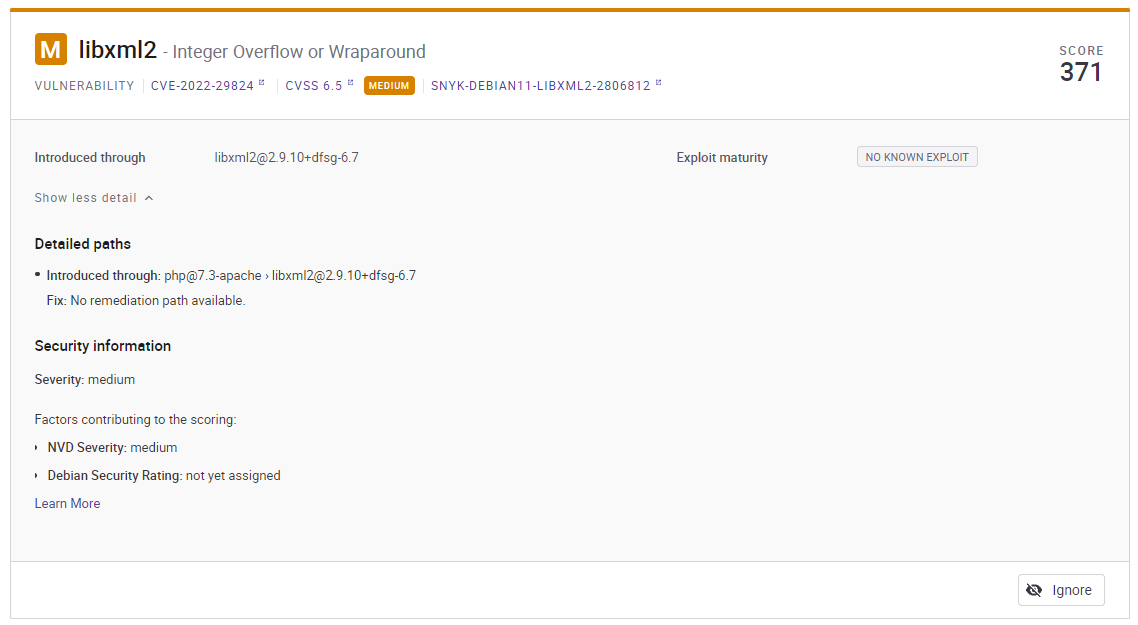 M libxml2 - Integer Overflow or Wraparound
SCORE
371
VULNERABILITY CVE-2022-29824 CVSS 6.5 MEDIUM SNYK-DEBIAN11-LIBXML2-2806812
Introduced through libxml2@2.9.10+dfsg-6.7 Exploit maturity NO KNOWN EXPLOIT
Show less detail
Detailed paths
• Introduced through: php@7.3-apache › libxml2@2.9.10+dfsg-6.7
Fix: No remediation path available.
Security information
Severity: medium
Factors contributing to the scoring:
› NVD Severity: medium
› Debian Security Rating: not yet assigned
Learn More
Ignore